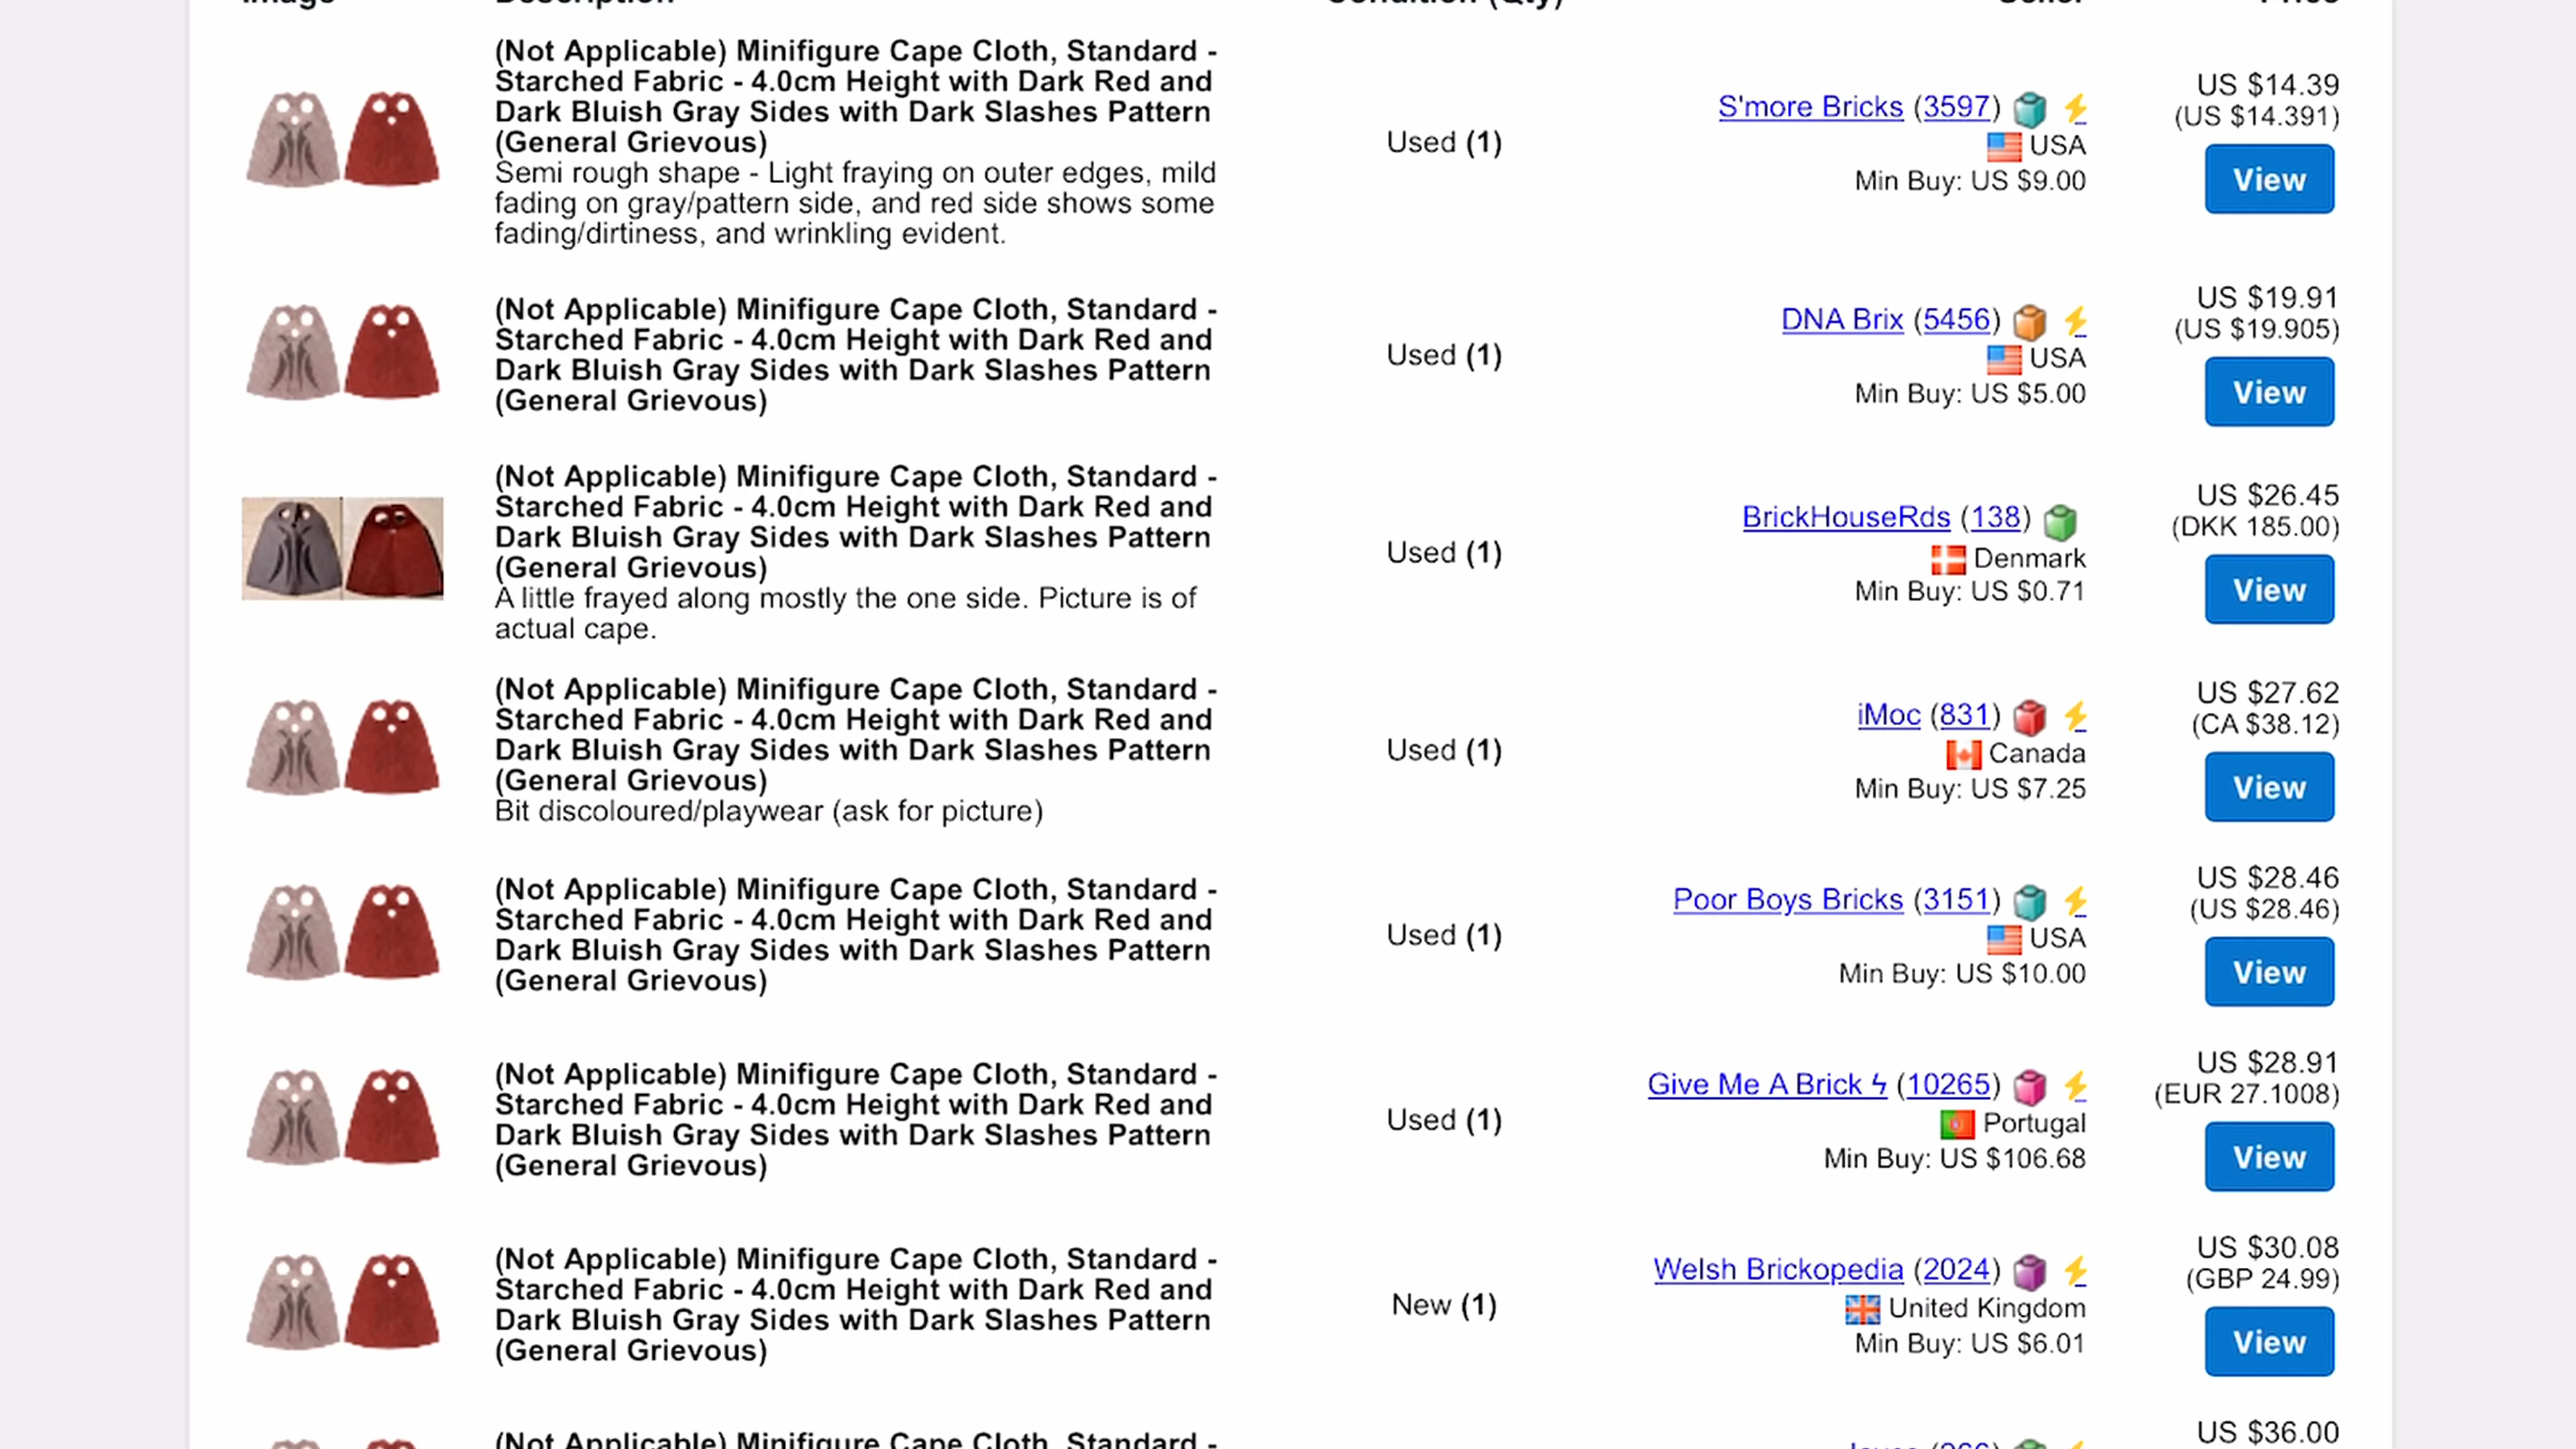 Image Description Condition (Qty) Seller Price
(Not Applicable) Minifigure Cape Cloth, Standard -
Starched Fabric - 4.0cm Height with Dark Red and
Dark Bluish Gray Sides with Dark Slashes Pattern
(General Grievous)
Semi rough shape - Light fraying on outer edges, mild
fading on gray/pattern side, and red side shows some
fading/dirtiness, and wrinkling evident.
Used (1)
S'more Bricks (3597)
USA
Min Buy: US $9.00
US $14.39
(US $14.391)
View
(Not Applicable) Minifigure Cape Cloth, Standard -
Starched Fabric - 4.0cm Height with Dark Red and
Dark Bluish Gray Sides with Dark Slashes Pattern
(General Grievous)
Used (1)
DNA Brix (5456)
USA
Min Buy: US $5.00
US $19.91
(US $19.905)
View
(Not Applicable) Minifigure Cape Cloth, Standard -
Starched Fabric - 4.0cm Height with Dark Red and
Dark Bluish Gray Sides with Dark Slashes Pattern
(General Grievous)
A little frayed along mostly the one side. Picture is of
actual cape.
Used (1)
BrickHouseRds (138)
Denmark
Min Buy: US $0.71
US $26.45
(DKK 185.00)
View
(Not Applicable) Minifigure Cape Cloth, Standard -
Starched Fabric - 4.0cm Height with Dark Red and
Dark Bluish Gray Sides with Dark Slashes Pattern
(General Grievous)
Bit discoloured/playwear (ask for picture)
Used (1)
iMoc (831)
Canada
Min Buy: US $7.25
US $27.62
(CA $38.12)
View
(Not Applicable) Minifigure Cape Cloth, Standard -
Starched Fabric - 4.0cm Height with Dark Red and
Dark Bluish Gray Sides with Dark Slashes Pattern
(General Grievous)
Used (1)
Poor Boys Bricks (3151)
USA
Min Buy: US $10.00
US $28.46
(US $28.46)
View
(Not Applicable) Minifigure Cape Cloth, Standard -
Starched Fabric - 4.0cm Height with Dark Red and
Dark Bluish Gray Sides with Dark Slashes Pattern
(General Grievous)
Used (1)
Give Me A Brick ϟ (10265)
Portugal
Min Buy: US $106.68
US $28.91
(EUR 27.1008)
View
(Not Applicable) Minifigure Cape Cloth, Standard -
Starched Fabric - 4.0cm Height with Dark Red and
Dark Bluish Gray Sides with Dark Slashes Pattern
(General Grievous)
New (1)
Welsh Brickopedia (2024)
United Kingdom
Min Buy: US $6.01
US $30.08
(GBP 24.99)
View
(Not Applicable) Minifigure Cape Cloth, Standard -
US $36.00